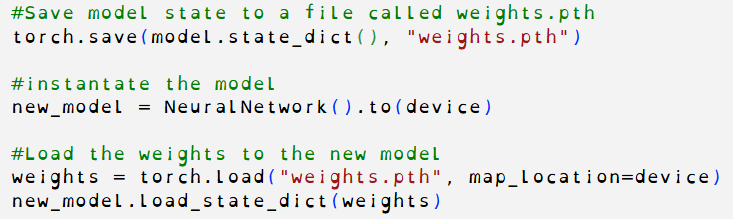 #Save model state to a file called weights.pth
torch.save(model.state_dict(), "weights.pth")
#instantate the model
new_model = NeuralNetwork().to(device)
#Load the weights to the new model
weights = torch.load("weights.pth", map_location=device)
new_model.load_state_dict(weights)